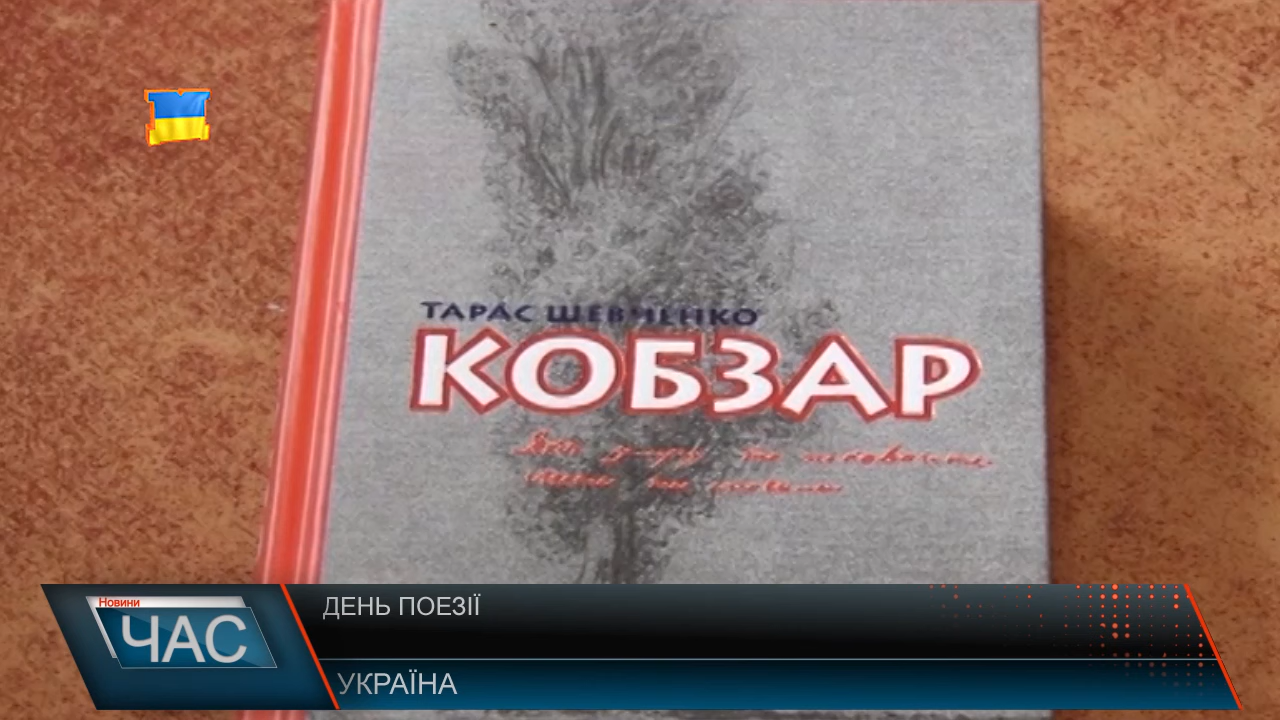 ТАРАС ШЕВЧЕНКО
КОБЗАР
Новини
ЧАС
ДЕНЬ ПОЕЗІЇ
УКРАЇНА